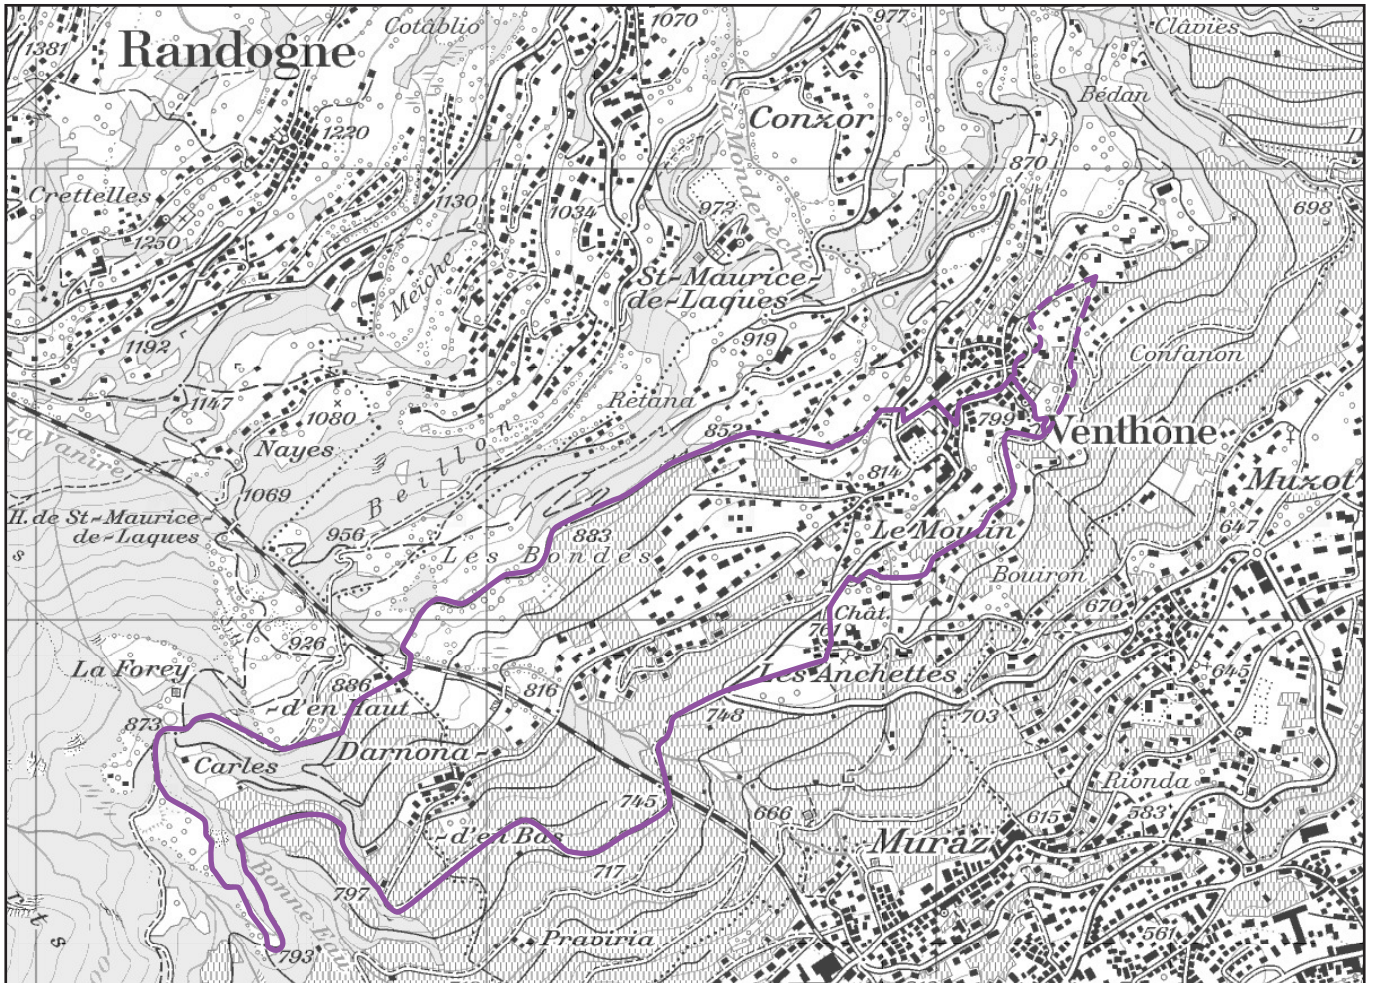 1381
Randogne
Cotâblio
1070
977
Clâvies
Bédan
1220
Conzor
La Monderèche
870
Crettelles
1130
1034
972
698
1250
Meiche
St-Maurice-
de-Laques
1192
919
Confanon
1147
1080
Retana
852
799
Venthône
La Vanire
Nayes
Beillon
814
Muzot
1069
H. de St-Maurice-
de-Laques
956
Les Bondes
883
Le Moulin
647
Bouiron
670
Chât.
926
La Forey
886
-d'en Haut
816
Les Anchettes
645
873
748
703
Darnona-
Carles
Rionda
745
666
615
583
-d'en Bas
Muraz
717
Bonne Eau
797
793
Praviria
561